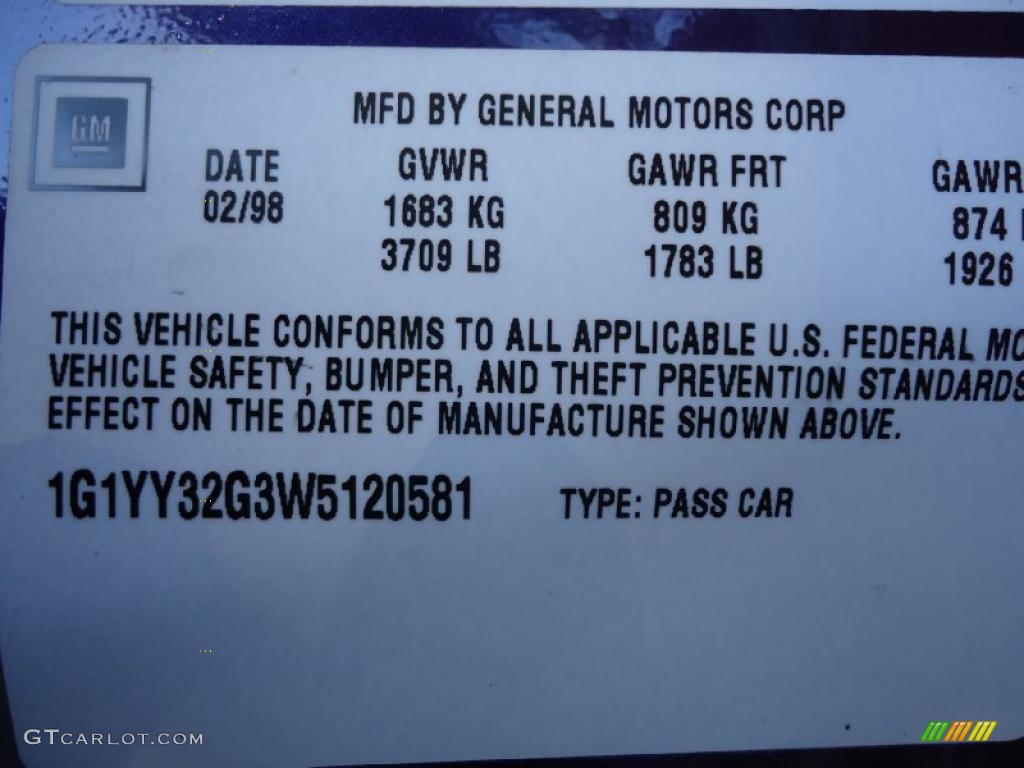 GM
MFD BY GENERAL MOTORS CORP
DATE GVWR GAWR FRT GAWR
02/98 1683 KG 809 KG 874
3709 LB 1783 LB 1926
THIS VEHICLE CONFORMS TO ALL APPLICABLE U.S. FEDERAL MO
VEHICLE SAFETY, BUMPER, AND THEFT PREVENTION STANDARDS
EFFECT ON THE DATE OF MANUFACTURE SHOWN ABOVE.
1G1YY32G3W5120581 TYPE: PASS CAR
GTCARLOT.COM